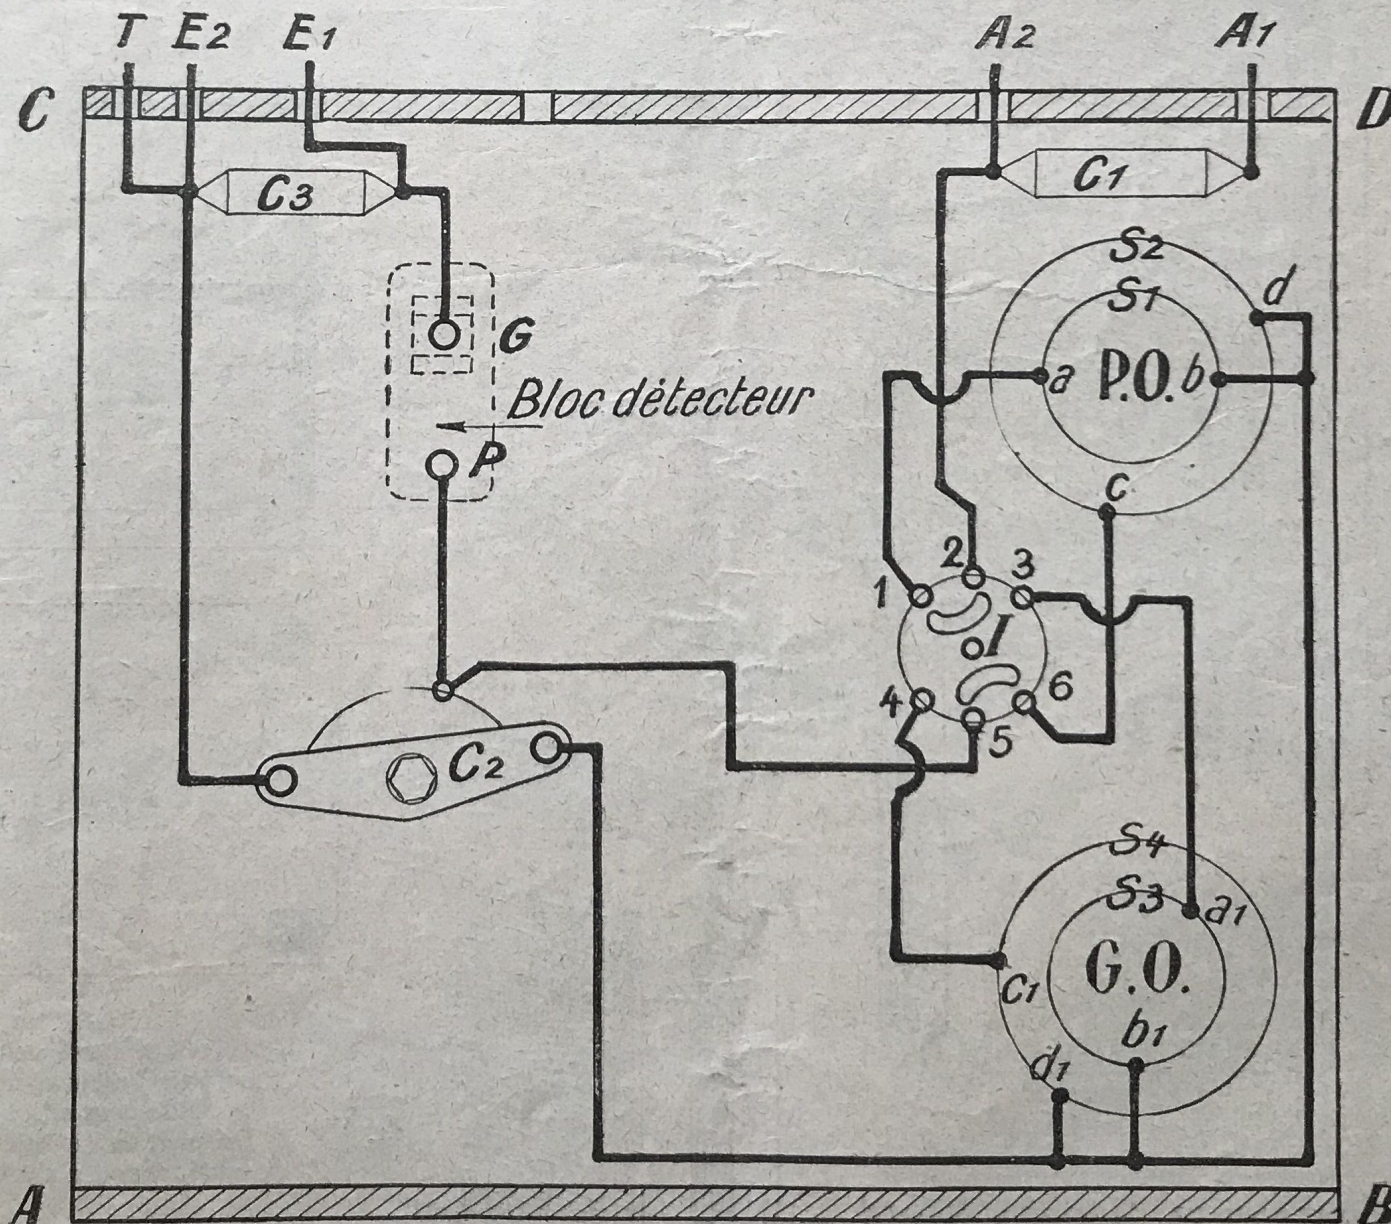 T E2 E1 A2 A1
C D
C3 C1
S2
d
S1
G
a P.O. b
Bloc détecteur
P
c
2 3
1
I
4 6
5
C2
S4
S3 a1
G.O.
c1
b1
d1
A B